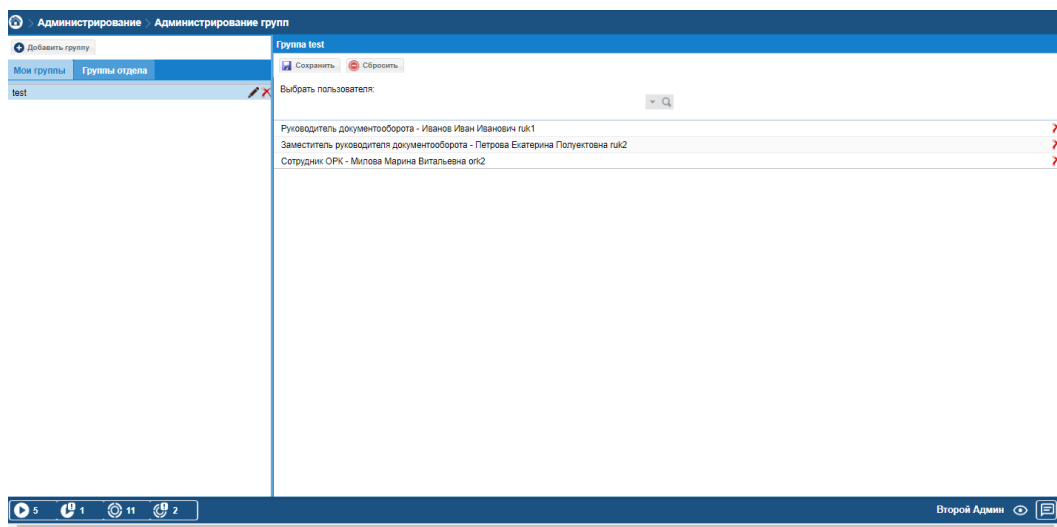 Администрирование > Администрирование групп
Добавить группу
Мои группы Группы отдела
test
Группа test
Сохранить Сбросить
Выбрать пользователя:
Руководитель документооборота - Иванов Иван Иванович ruk1
Заместитель руководителя документооборота - Петрова Екатерина Полуектовна ruk2
Сотрудник ОРК - Милова Марина Витальевна ork2
5 1 11 2
Второй Админ